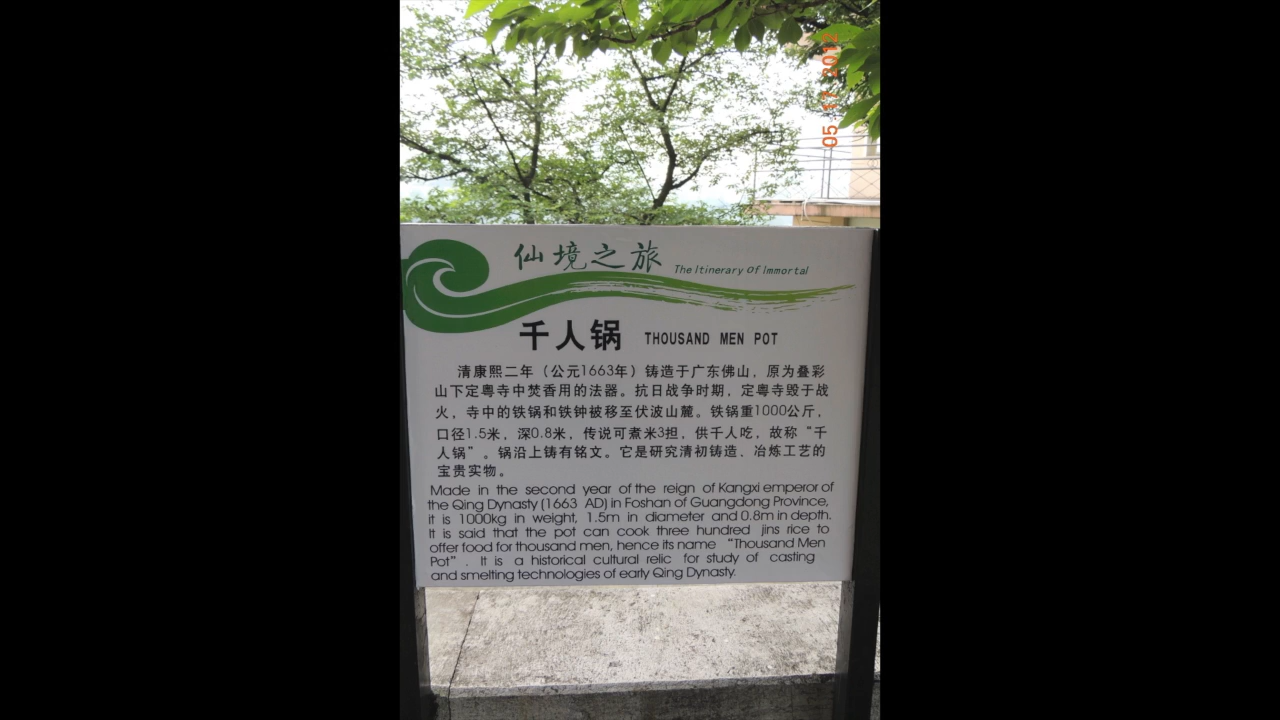 05 17 2012
仙境之旅 The Itinerary Of Immortal
千人锅 THOUSAND MEN POT
清康熙二年（公元1663年）铸造于广东佛山，原为叠彩
山下定粤寺中焚香用的法器。抗日战争时期，定粤寺毁于战
火，寺中的铁锅和铁钟被移至伏波山麓。铁锅重1000公斤，
口径1.5米，深0.8米，传说可煮米3担，供千人吃，故称“千
人锅”。锅沿上铸有铭文。它是研究清初铸造、冶炼工艺的
宝贵实物。
Made in the second year of the reign of Kangxi emperor of
the Qing Dynasty (1663 AD) in Foshan of Guangdong Province,
it is 1000kg in weight, 1.5m in diameter and 0.8m in depth.
It is said that the pot can cook three hundred jins rice to
offer food for thousand men, hence its name “Thousand Men
Pot”. It is a historical cultural relic for study of casting
and smelting technologies of early Qing Dynasty.